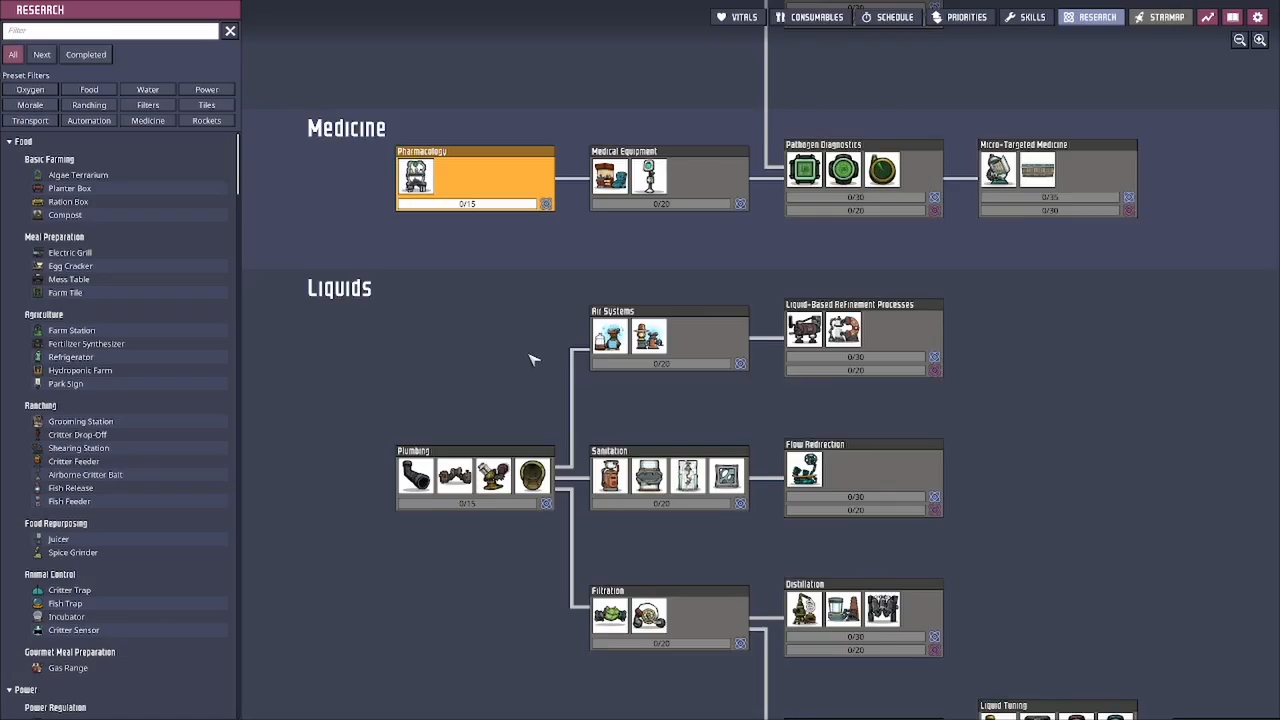 RESEARCH
Filter
All Next Completed
Preset Filters
Oxygen Food Water Power
Morale Ranching Filters Tiles
Transport Automation Medicine Rockets
Food
Basic Farming
Algae Terrarium
Planter Box
Ration Box
Compost
Meal Preparation
Electric Grill
Egg Cracker
Mess Table
Farm Tile
Agriculture
Farm Station
Fertilizer Synthesizer
Refrigerator
Hydroponic Farm
Park Sign
Ranching
Grooming Station
Critter Drop-Off
Shearing Station
Critter Feeder
Airborne Critter Bait
Fish Release
Fish Feeder
Food Repurposing
Juicer
Spice Grinder
Animal Control
Critter Trap
Fish Trap
Incubator
Critter Sensor
Gourmet Meal Preparation
Gas Range
Power
Power Regulation
VITALS CONSUMABLES SCHEDULE PRIORITIES SKILLS RESEARCH STARMAP
Medicine
Pharmacology
0/15
Medical Equipment
0/20
Pathogen Diagnostics
0/30
0/20
Micro-Targeted Medicine
0/35
0/30
Liquids
Air Systems
0/20
Liquid-Based Refinement Processes
0/30
0/20
Plumbing
0/15
Sanitation
0/20
Flow Redirection
0/30
0/20
Filtration
0/20
Distillation
0/30
0/20
Liquid Tuning